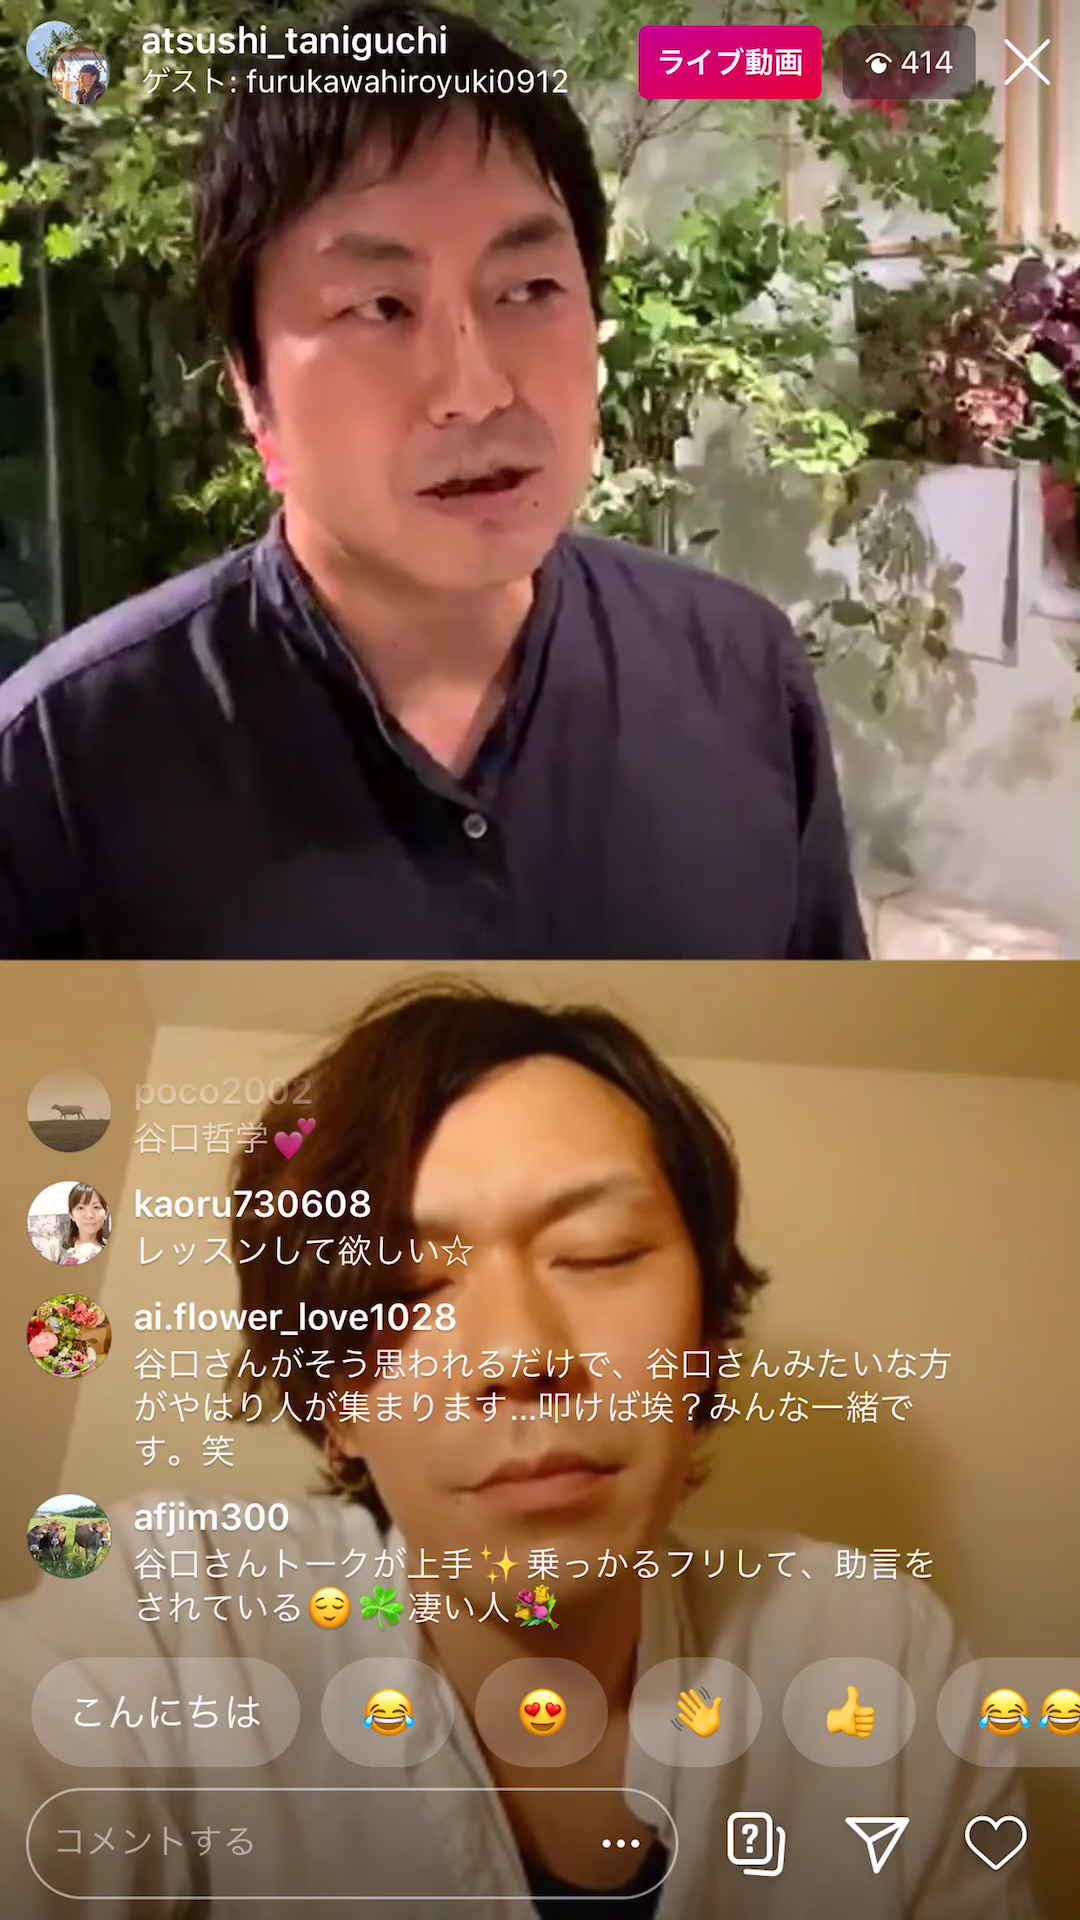 atsushi_taniguchi
ゲスト: furukawahiroyuki0912
ライブ動画
414
poco2002
谷口哲学💕
kaoru730608
レッスンして欲しい☆
ai.flower_love1028
谷口さんがそう思われるだけで、谷口さんみたいな方
がやはり人が集まります...叩けば埃？みんな一緒で
す。笑
afjim300
谷口さんトークが上手✨乗っかるフリして、助言を
されている😌☘️凄い人💐
こんにちは
😂
😍
👋
👍
😂😂
コメントする